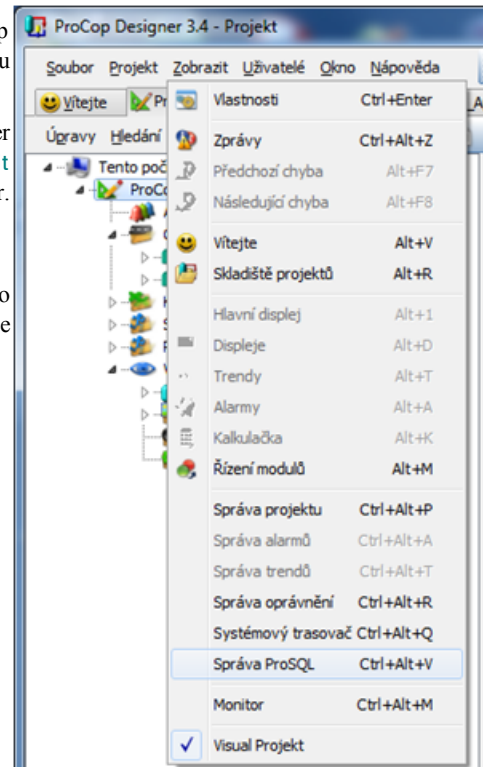 ProCop Designer 3.4 - Projekt
Soubor Projekt Zobrazit Uživatelé Okno Nápověda
Vítejte
Vlastnosti Ctrl+Enter
Úpravy Hledání
Zprávy Ctrl+Alt+Z
Tento poč
Předchozí chyba Alt+F7
ProCo
Následující chyba Alt+F8
Vítejte Alt+V
Skladiště projektů Alt+R
Hlavní displej Alt+1
Displeje Alt+D
Trendy Alt+T
Alarmy Alt+A
Kalkulačka Alt+K
Řízení modulů Alt+M
Správa projektu Ctrl+Alt+P
Správa alarmů Ctrl+Alt+A
Správa trendů Ctrl+Alt+T
Správa oprávnění Ctrl+Alt+R
Systémový trasovač Ctrl+Alt+Q
Správa ProSQL Ctrl+Alt+V
Monitor Ctrl+Alt+M
Visual Projekt